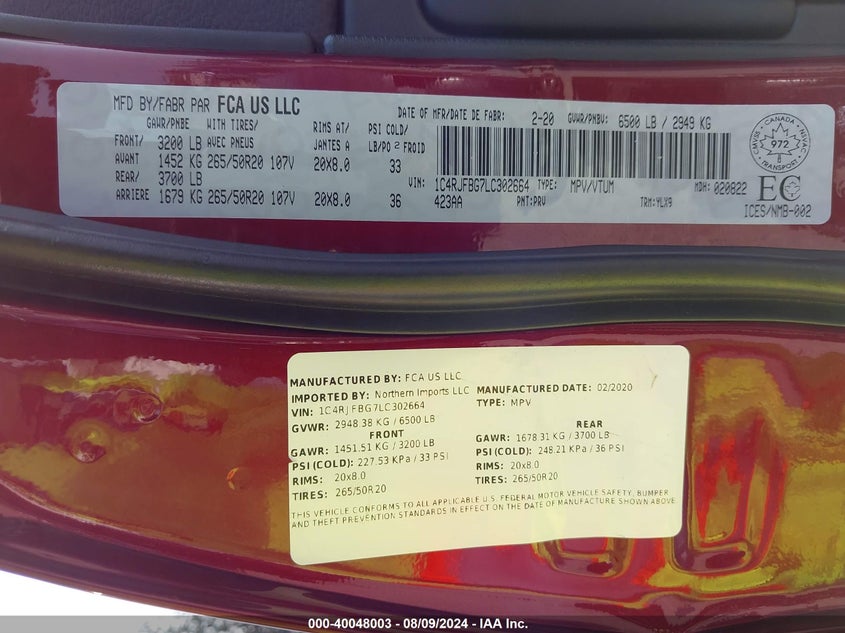 MFD BY/FABR PAR FCA US LLC
DATE OF MFR/DATE DE FABR: 2-20 GVWR/PNBV: 6500 LB / 2949 KG
GAWR/PNBE WITH TIRES/ RIMS AT/ PSI COLD/
FRONT/ 3200 LB AVEC PNEUS JANTES A LB/PO 2 FROID
AVANT 1452 KG 265/50R20 107V 20X8.0 33
REAR/ 3700 LB
ARRIERE 1679 KG 265/50R20 107V 20X8.0 36
VIN: 1C4RJFBG7LC302664 TYPE: MPV/VTUM MDH: 020822
423AA PNT:PRV TRM:YLX9
CANADA
CMVSS NSVAC
972
TRANSPORT
EC
ICES/NMB-002
MANUFACTURED BY: FCA US LLC
IMPORTED BY: Northern Imports LLC
MANUFACTURED DATE: 02/2020
VIN: 1C4RJFBG7LC302664
TYPE: MPV
GVWR: 2948.38 KG / 6500 LB
FRONT
GAWR: 1451.51 KG / 3200 LB
PSI (COLD): 227.53 KPa / 33 PSI
RIMS: 20x8.0
TIRES: 265/50R20
REAR
GAWR: 1678.31 KG / 3700 LB
PSI (COLD): 248.21 KPa / 36 PSI
RIMS: 20x8.0
TIRES: 265/50R20
THIS VEHICLE CONFORMS TO ALL APPLICABLE U.S. FEDERAL MOTOR VEHICLE SAFETY, BUMPER
AND THEFT PREVENTION STANDARDS IN EFFECT ON THE DATE OF MANUFACTURE SHOWN ABOVE
000-40048003 — 08/09/2024 - IAA Inc.